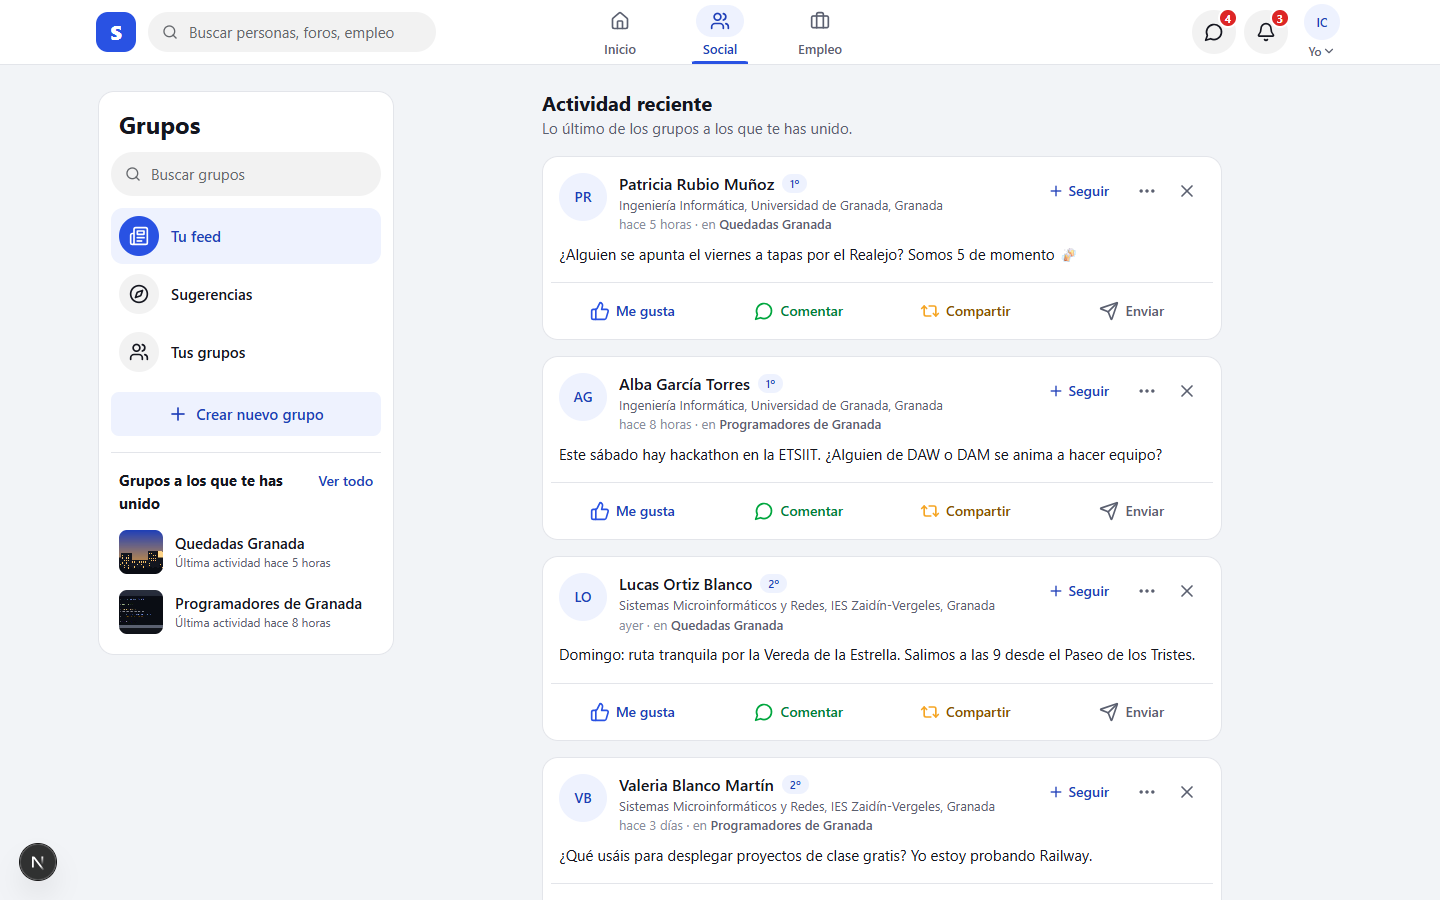 S
Buscar personas, foros, empleo
Inicio
Social
Empleo
4
3
IC
Yo
Grupos
Buscar grupos
Tu feed
Sugerencias
Tus grupos
Crear nuevo grupo
Grupos a los que te has unido
Ver todo
Quedadas Granada
Última actividad hace 5 horas
Programadores de Granada
Última actividad hace 8 horas
N
Actividad reciente
Lo último de los grupos a los que te has unido.
PR
Patricia Rubio Muñoz 1º
Seguir
Ingeniería Informática, Universidad de Granada, Granada
hace 5 horas · en Quedadas Granada
¿Alguien se apunta el viernes a tapas por el Realejo? Somos 5 de momento
Me gusta
Comentar
Compartir
Enviar
AG
Alba García Torres 1º
Seguir
Ingeniería Informática, Universidad de Granada, Granada
hace 8 horas · en Programadores de Granada
Este sábado hay hackathon en la ETSIIT. ¿Alguien de DAW o DAM se anima a hacer equipo?
Me gusta
Comentar
Compartir
Enviar
LO
Lucas Ortiz Blanco 2º
Seguir
Sistemas Microinformáticos y Redes, IES Zaidín-Vergeles, Granada
ayer · en Quedadas Granada
Domingo: ruta tranquila por la Vereda de la Estrella. Salimos a las 9 desde el Paseo de los Tristes.
Me gusta
Comentar
Compartir
Enviar
VB
Valeria Blanco Martín 2º
Seguir
Sistemas Microinformáticos y Redes, IES Zaidín-Vergeles, Granada
hace 3 días · en Programadores de Granada
¿Qué usáis para desplegar proyectos de clase gratis? Yo estoy probando Railway.